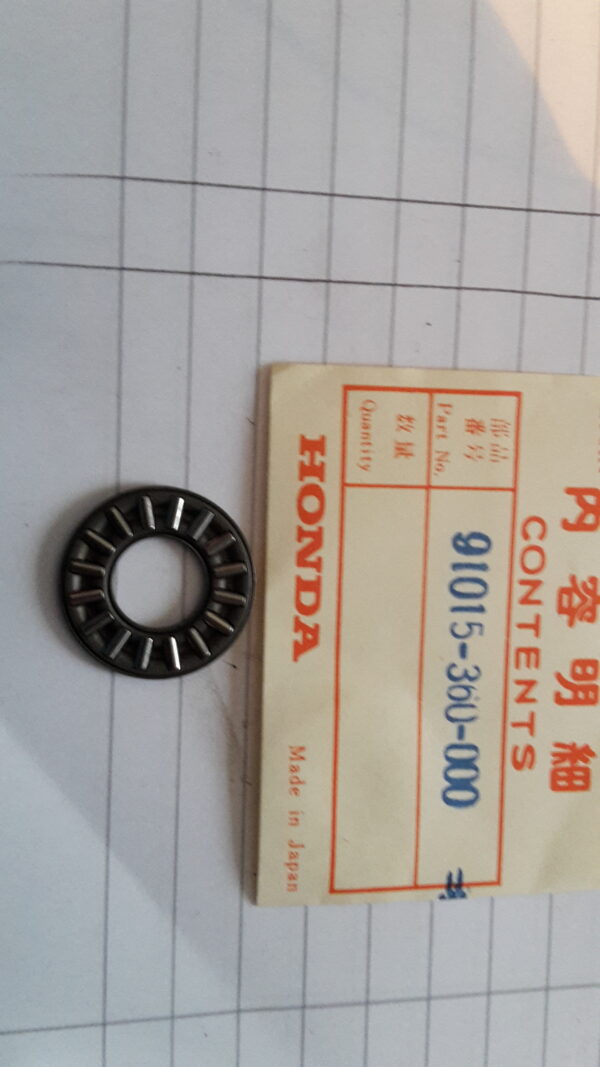 内容明細
CONTENTS
部品
番号
Part No.
91015-360-000
数量
Quantity
HONDA
Made in Japan